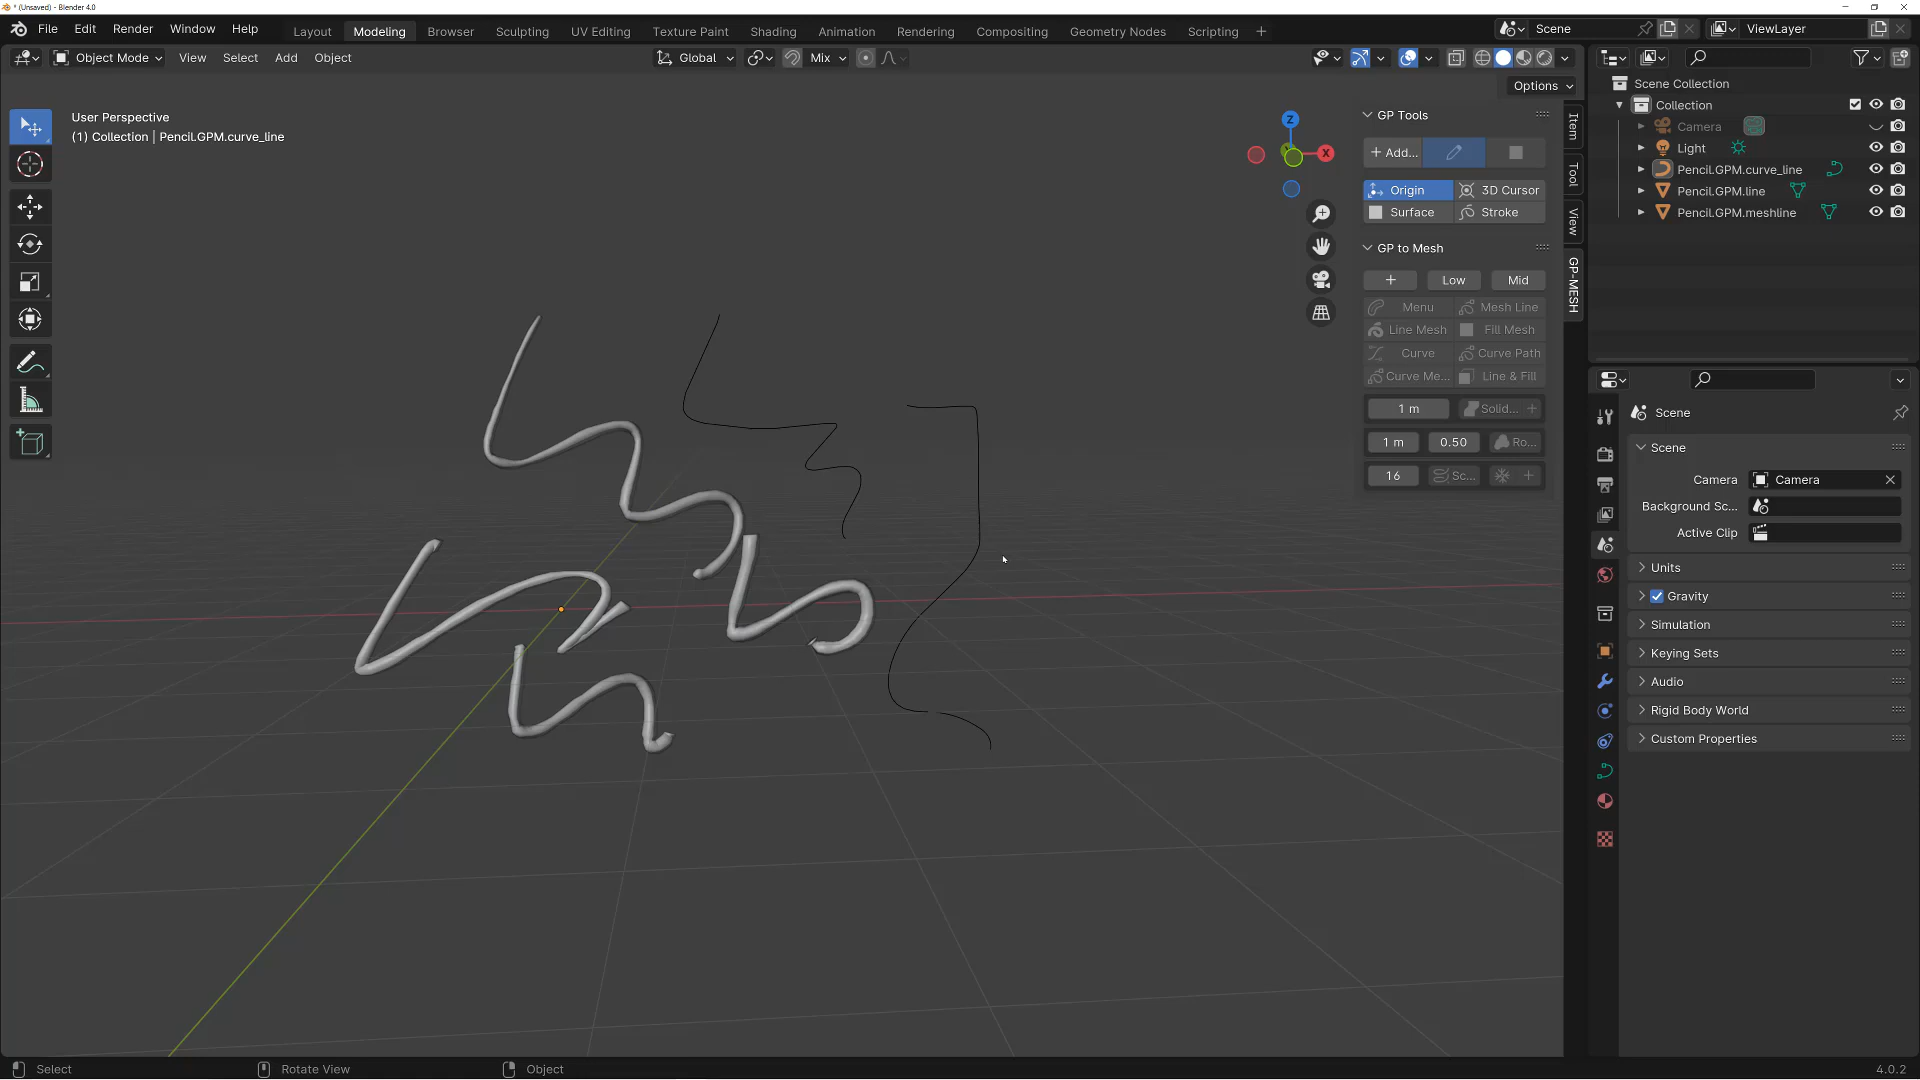 * (Unsaved) - Blender 4.0
File Edit Render Window Help
Layout Modeling Browser Sculpting UV Editing Texture Paint Shading Animation Rendering Compositing Geometry Nodes Scripting +
Scene
ViewLayer
Object Mode View Select Add Object
Global
Mix
Options
User Perspective
(1) Collection | Pencil.GPM.curve_line
Z
X
GP Tools
+ Add...
Origin 3D Cursor
Surface Stroke
GP to Mesh
+ Low Mid
Menu Mesh Line
Line Mesh Fill Mesh
Curve Curve Path
Curve Me... Line & Fill
1 m Solid... +
1 m 0.50 Ro...
16 Sc... +
Item
Tool
View
GP-MESH
Scene Collection
Collection
Camera
Light
Pencil.GPM.curve_line
Pencil.GPM.line
Pencil.GPM.meshline
Scene
Scene
Camera Camera
Background Sc...
Active Clip
Units
Gravity
Simulation
Keying Sets
Audio
Rigid Body World
Custom Properties
Select Rotate View Object 4.0.2